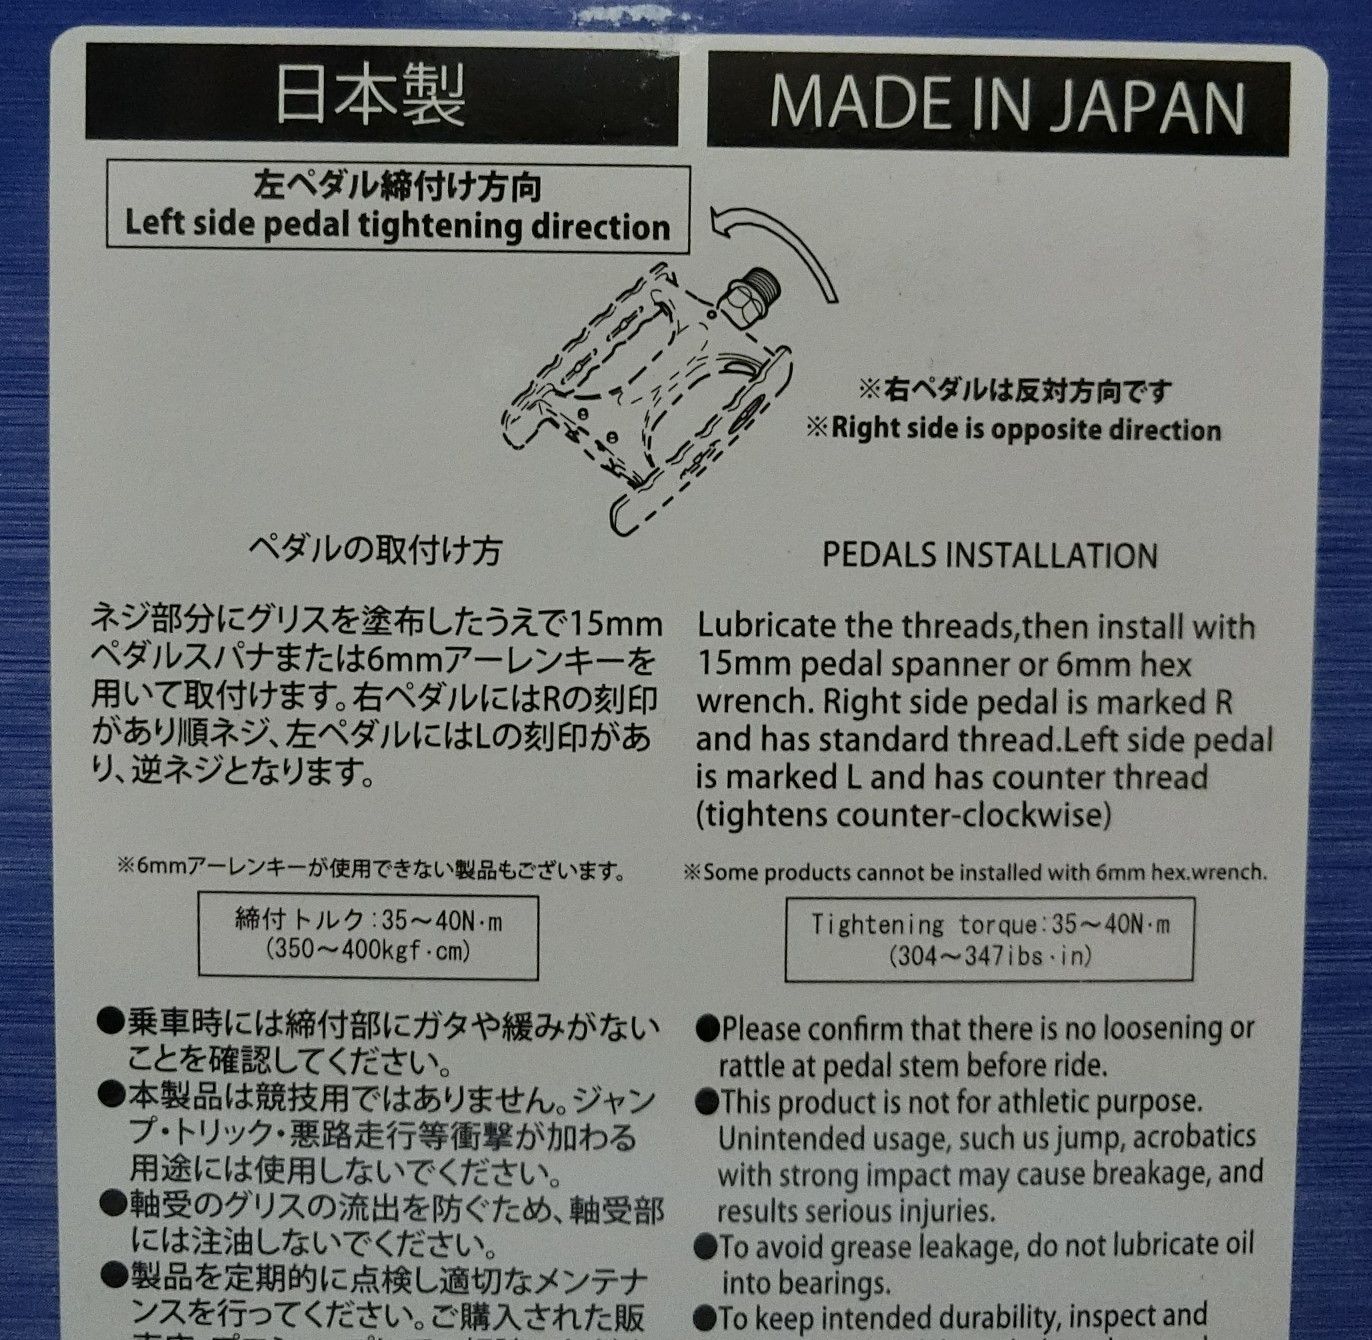 日本製
MADE IN JAPAN
左ペダル締付け方向
Left side pedal tightening direction
※右ペダルは反対方向です
※Right side is opposite direction
ペダルの取付け方
ネジ部分にグリスを塗布したうえで15mm
ペダルスパナまたは6mmアーレンキーを
用いて取付けます。右ペダルにはRの刻印
があり順ネジ、左ペダルにはLの刻印があ
り、逆ネジとなります。
※6mmアーレンキーが使用できない製品もございます。
締付トルク:35～40N·m
(350～400kgf·cm)
●乗車時には締付部にガタや緩みがない
ことを確認してください。
●本製品は競技用ではありません。ジャン
プ・トリック・悪路走行等衝撃が加わる
用途には使用しないでください。
●軸受のグリスの流出を防ぐため、軸受部
には注油しないでください。
●製品を定期的に点検し適切なメンテナ
ンスを行ってください。ご購入された販
PEDALS INSTALLATION
Lubricate the threads,then install with
15mm pedal spanner or 6mm hex
wrench. Right side pedal is marked R
and has standard thread.Left side pedal
is marked L and has counter thread
(tightens counter-clockwise)
※Some products cannot be installed with 6mm hex.wrench.
Tightening torque:35～40N·m
(304～347ibs·in)
●Please confirm that there is no loosening or
rattle at pedal stem before ride.
●This product is not for athletic purpose.
Unintended usage, such us jump, acrobatics
with strong impact may cause breakage, and
results serious injuries.
●To avoid grease leakage, do not lubricate oil
into bearings.
●To keep intended durability, inspect and